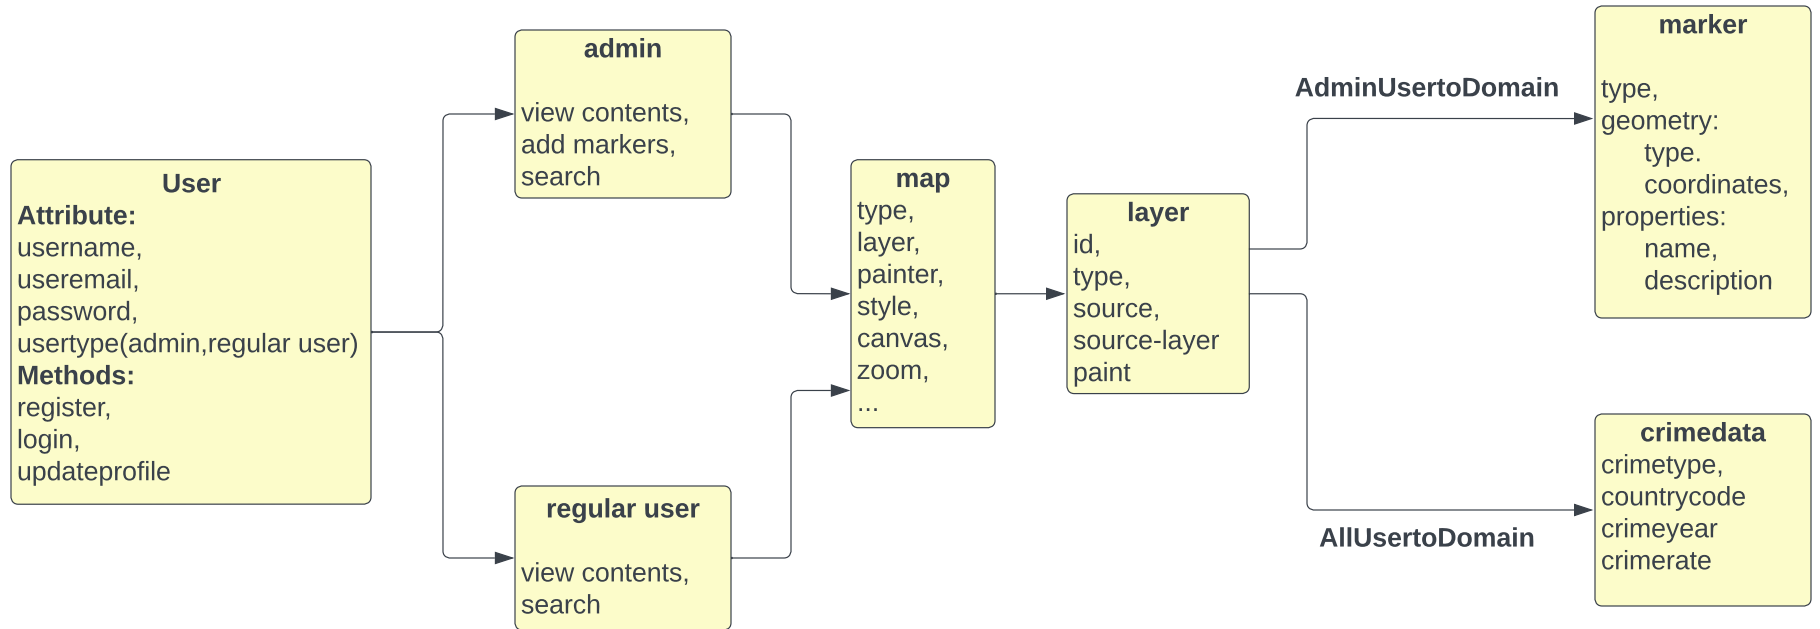 User
Attribute:
username,
useremail,
password,
usertype(admin,regular user)
Methods:
register,
login,
updateprofile
admin
view contents,
add markers,
search
regular user
view contents,
search
map
type,
layer,
painter,
style,
canvas,
zoom,
...
layer
id,
type,
source,
source-layer
paint
AdminUsertoDomain
marker
type,
geometry:
type.
coordinates,
properties:
name,
description
AllUsertoDomain
crimedata
crimetype,
countrycode
crimeyear
crimerate